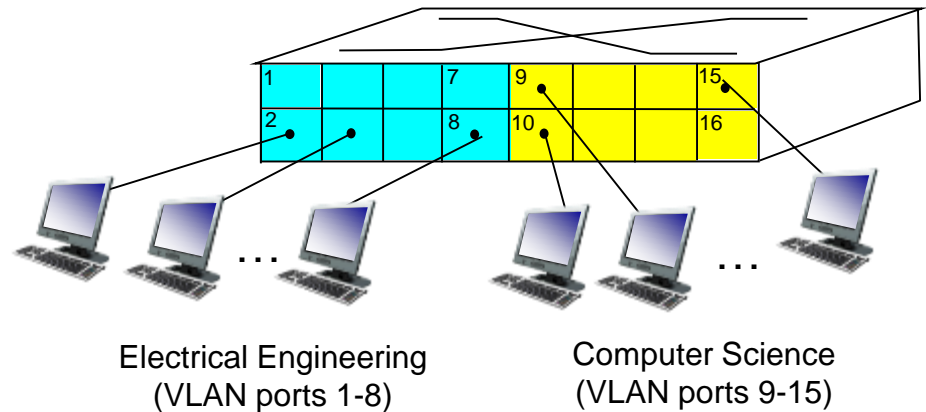 1 7 9 15
2 8 10 16
... ...
Electrical Engineering
(VLAN ports 1-8)
Computer Science
(VLAN ports 9-15)